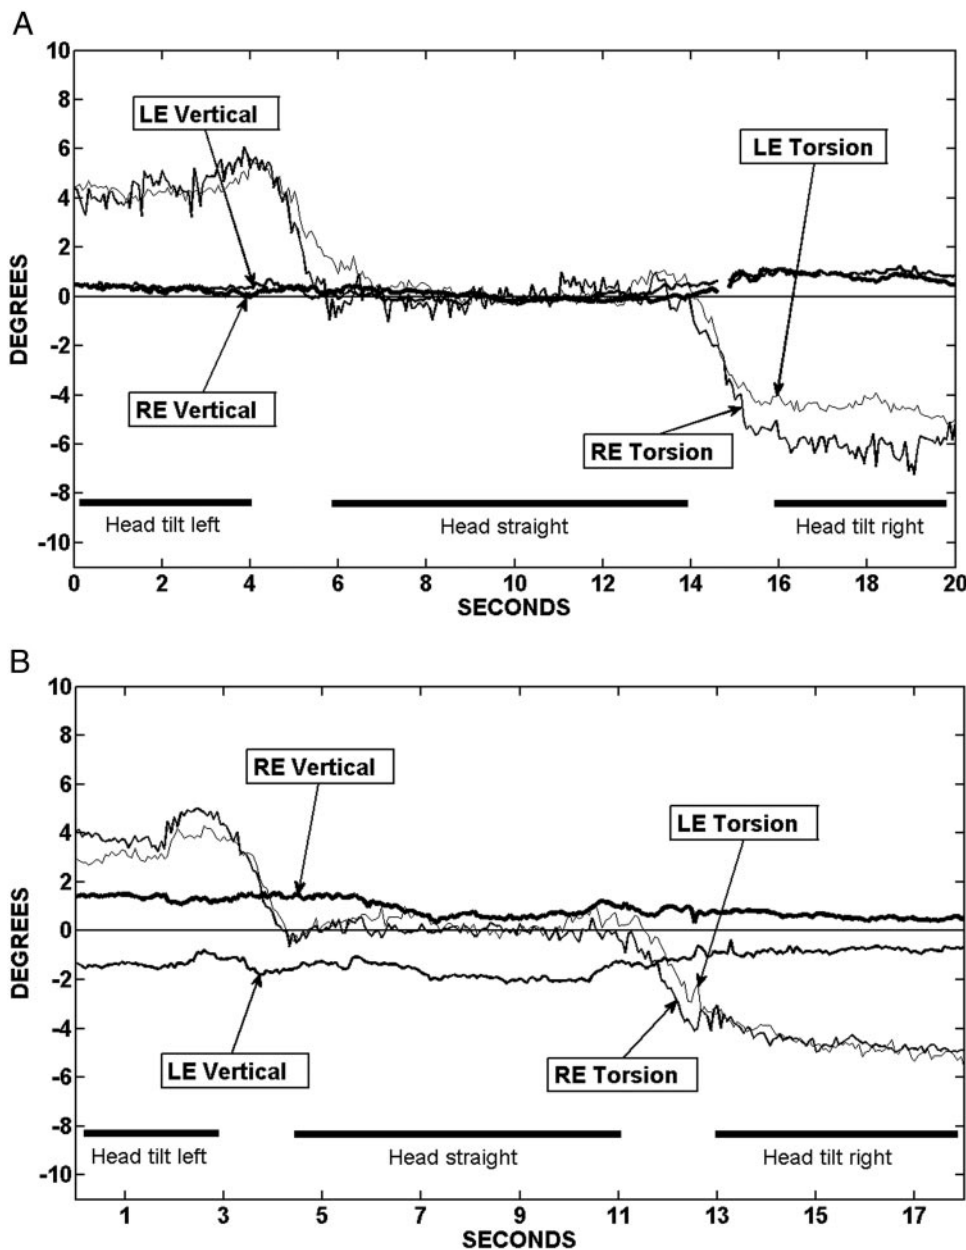 A
10
8
6
4
2
0
-2
-4
-6
-8
-10
DEGREES
LE Vertical
LE Torsion
RE Vertical
RE Torsion
Head tilt left
Head straight
Head tilt right
0 2 4 6 8 10 12 14 16 18 20
SECONDS
B
10
8
6
4
2
0
-2
-4
-6
-8
-10
DEGREES
RE Vertical
LE Torsion
LE Vertical
RE Torsion
Head tilt left
Head straight
Head tilt right
1 3 5 7 9 11 13 15 17
SECONDS